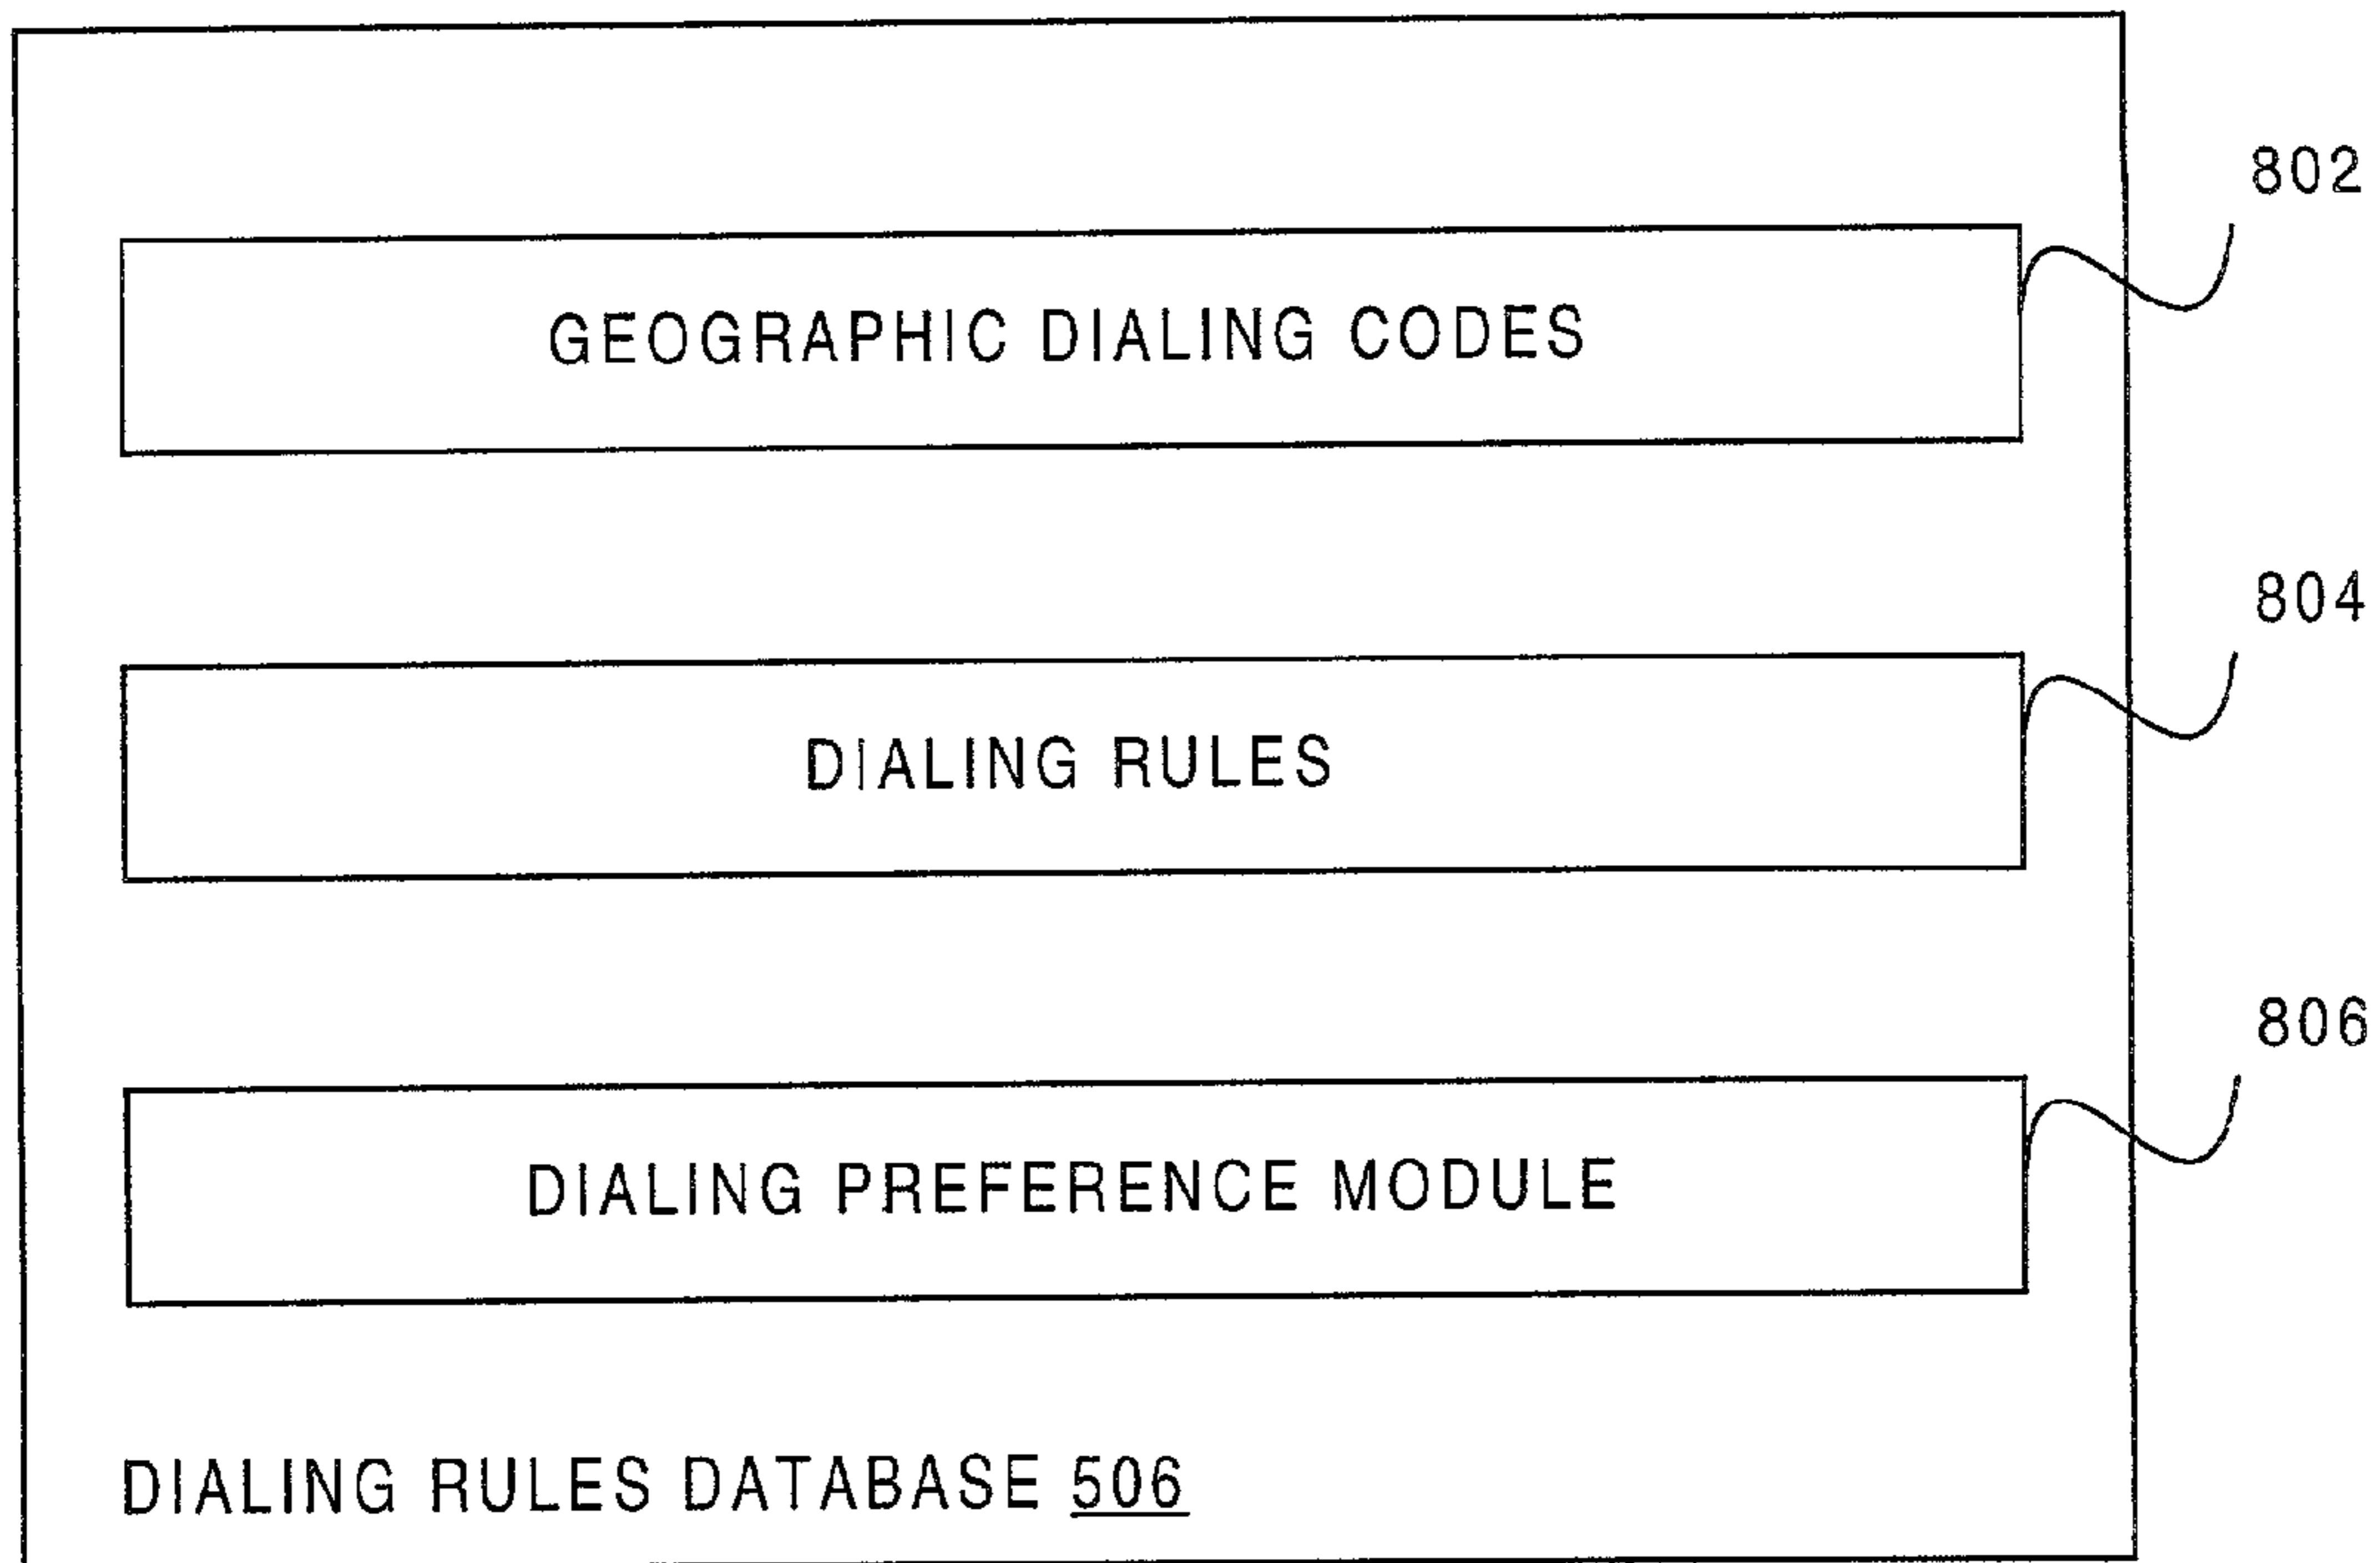 802
GEOGRAPHIC DIALING CODES
804
DIALING RULES
806
DIALING PREFERENCE MODULE
DIALING RULES DATABASE 506